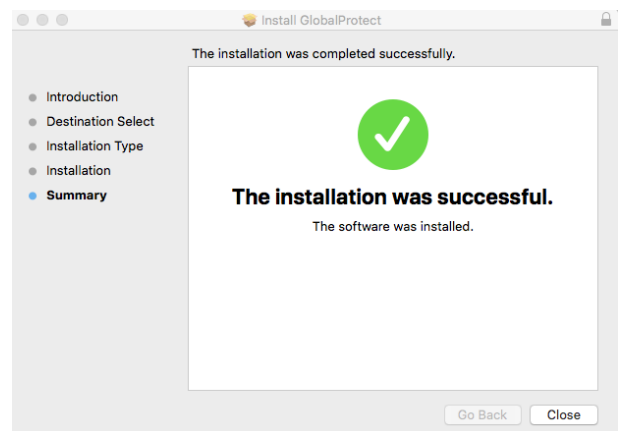 Install GlobalProtect
The installation was completed successfully.
Introduction
Destination Select
Installation Type
Installation
Summary
The installation was successful.
The software was installed.
Go Back
Close